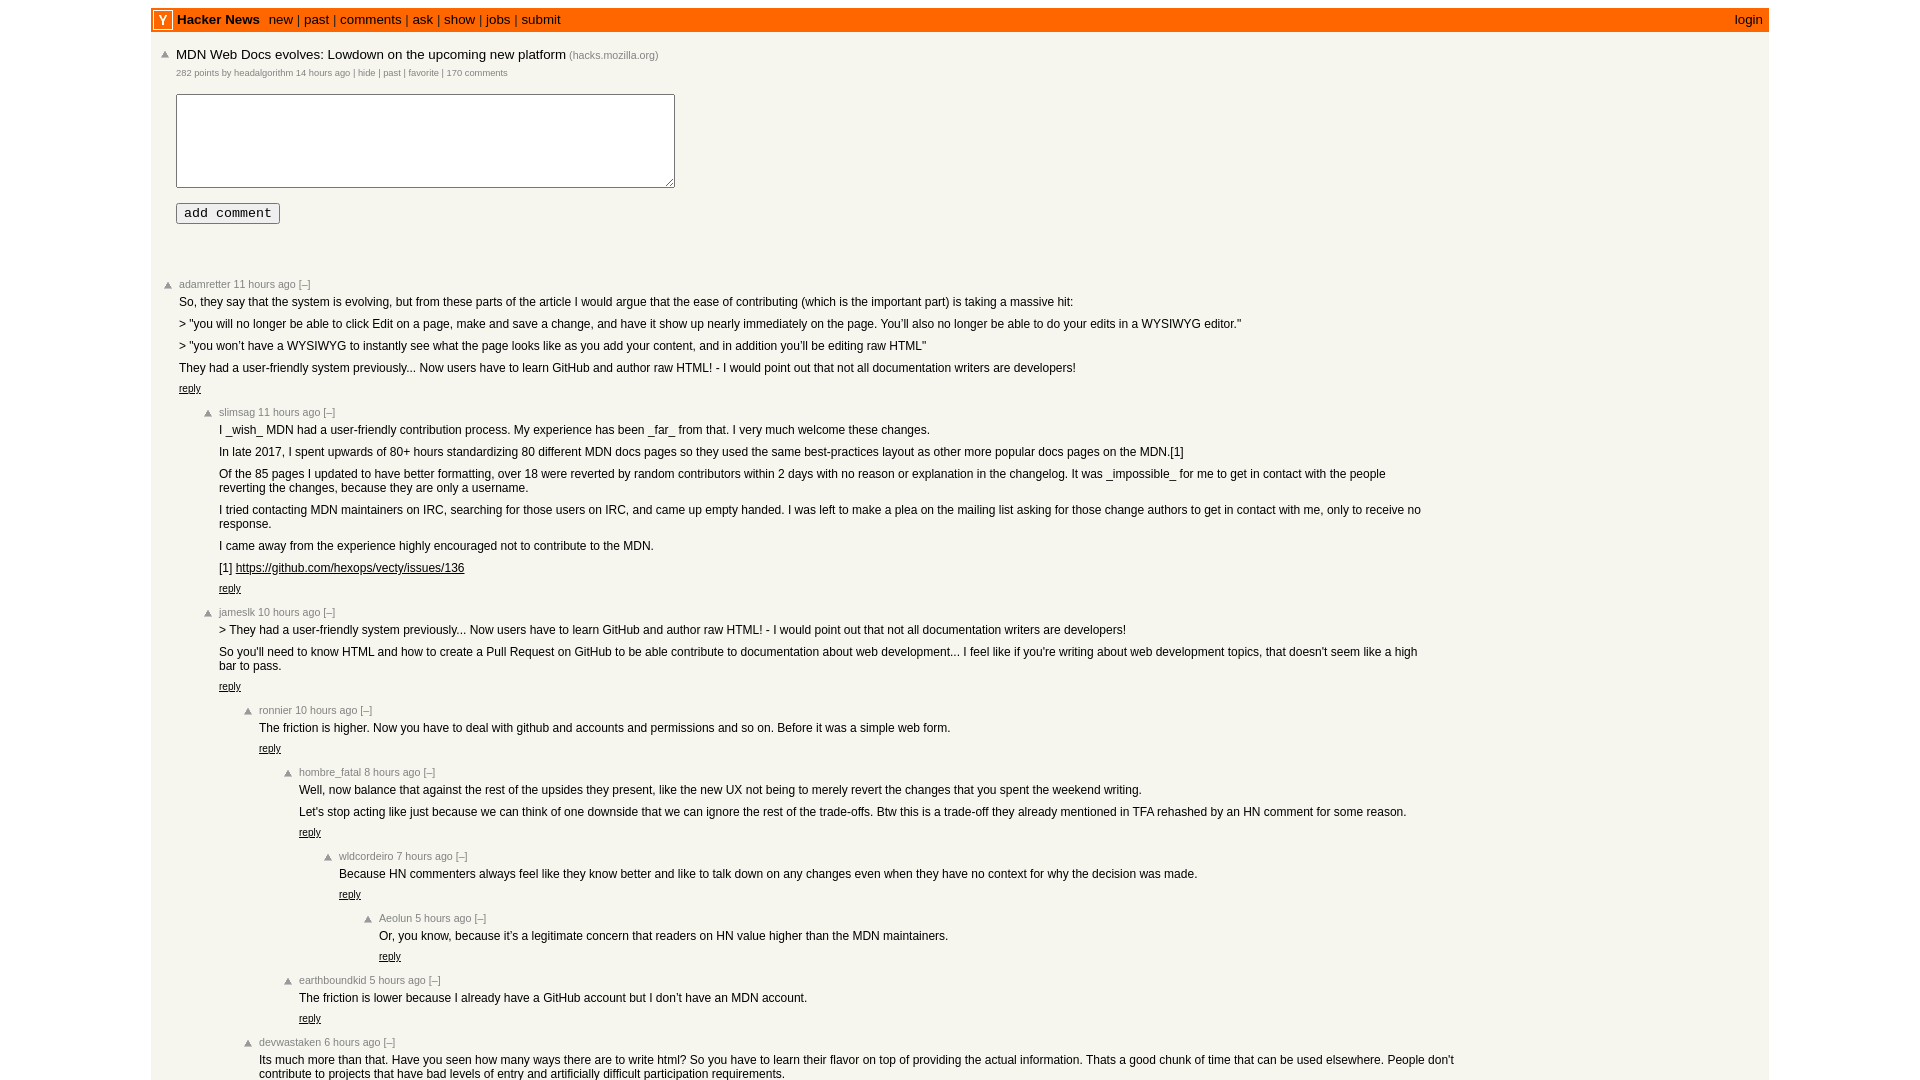 Y Hacker News new | past | comments | ask | show | jobs | submit login
MDN Web Docs evolves: Lowdown on the upcoming new platform (hacks.mozilla.org)
282 points by headalgorithm 14 hours ago | hide | past | favorite | 170 comments
add comment
adamretter 11 hours ago [–]
So, they say that the system is evolving, but from these parts of the article I would argue that the ease of contributing (which is the important part) is taking a massive hit:
> "you will no longer be able to click Edit on a page, make and save a change, and have it show up nearly immediately on the page. You’ll also no longer be able to do your edits in a WYSIWYG editor."
> "you won’t have a WYSIWYG to instantly see what the page looks like as you add your content, and in addition you’ll be editing raw HTML"
They had a user-friendly system previously... Now users have to learn GitHub and author raw HTML! - I would point out that not all documentation writers are developers!
reply
slimsag 11 hours ago [–]
I _wish_ MDN had a user-friendly contribution process. My experience has been _far_ from that. I very much welcome these changes.
In late 2017, I spent upwards of 80+ hours standardizing 80 different MDN docs pages so they used the same best-practices layout as other more popular docs pages on the MDN.[1]
Of the 85 pages I updated to have better formatting, over 18 were reverted by random contributors within 2 days with no reason or explanation in the changelog. It was _impossible_ for me to get in contact with the people
reverting the changes, because they are only a username.
I tried contacting MDN maintainers on IRC, searching for those users on IRC, and came up empty handed. I was left to make a plea on the mailing list asking for those change authors to get in contact with me, only to receive no
response.
I came away from the experience highly encouraged not to contribute to the MDN.
[1] https://github.com/hexops/vecty/issues/136
reply
jameslk 10 hours ago [–]
> They had a user-friendly system previously... Now users have to learn GitHub and author raw HTML! - I would point out that not all documentation writers are developers!
So you'll need to know HTML and how to create a Pull Request on GitHub to be able contribute to documentation about web development... I feel like if you're writing about web development topics, that doesn't seem like a high
bar to pass.
reply
ronnier 10 hours ago [–]
The friction is higher. Now you have to deal with github and accounts and permissions and so on. Before it was a simple web form.
reply
hombre_fatal 8 hours ago [–]
Well, now balance that against the rest of the upsides they present, like the new UX not being to merely revert the changes that you spent the weekend writing.
Let's stop acting like just because we can think of one downside that we can ignore the rest of the trade-offs. Btw this is a trade-off they already mentioned in TFA rehashed by an HN comment for some reason.
reply
wldcordeiro 7 hours ago [–]
Because HN commenters always feel like they know better and like to talk down on any changes even when they have no context for why the decision was made.
reply
Aeolun 5 hours ago [–]
Or, you know, because it’s a legitimate concern that readers on HN value higher than the MDN maintainers.
reply
earthboundkid 5 hours ago [–]
The friction is lower because I already have a GitHub account but I don’t have an MDN account.
reply
devwastaken 6 hours ago [–]
Its much more than that. Have you seen how many ways there are to write html? So you have to learn their flavor on top of providing the actual information. Thats a good chunk of time that can be used elsewhere. People don't
contribute to projects that have bad levels of entry and artificially difficult participation requirements.